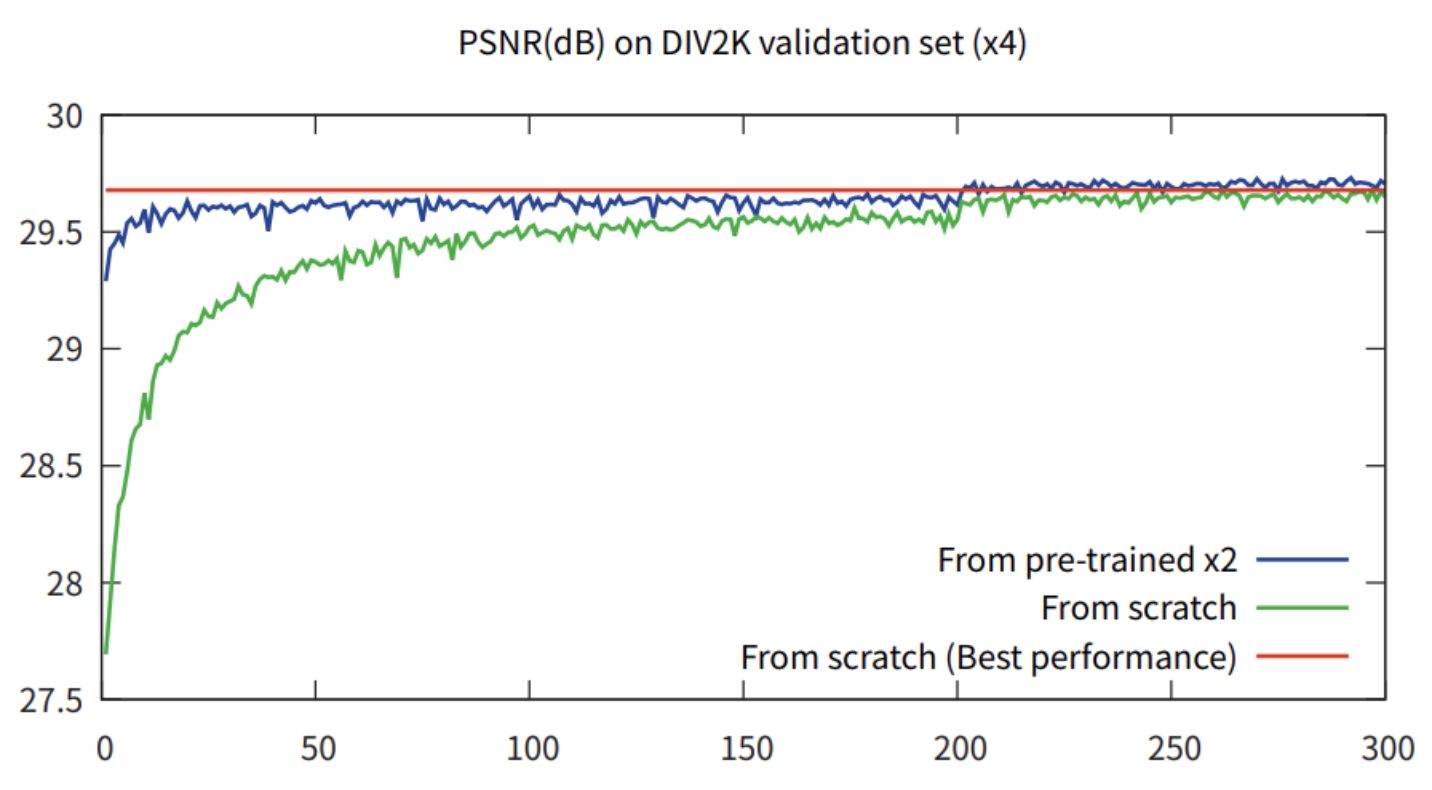 PSNR(dB) on DIV2K validation set (x4)
30
29.5
29
28.5
28
27.5
From pre-trained x2
From scratch
From scratch (Best performance)
0 50 100 150 200 250 300